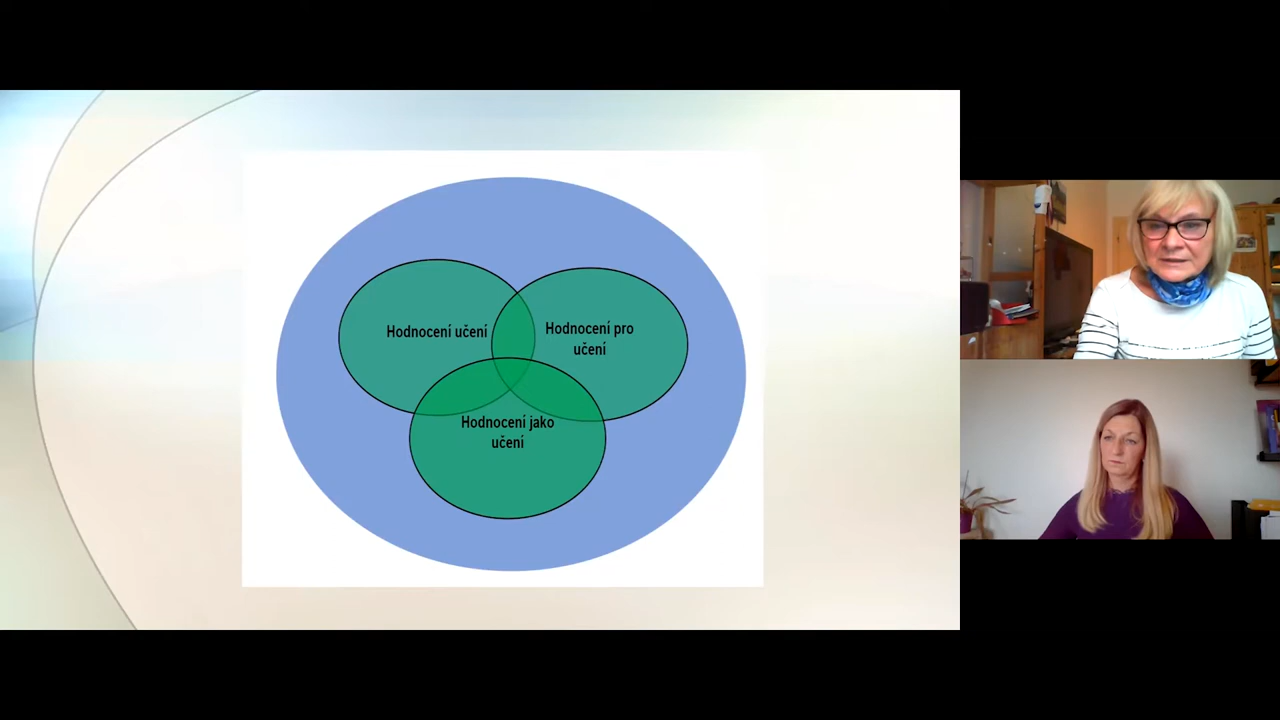 Hodnocení učení
Hodnocení pro
učení
Hodnocení jako
učení